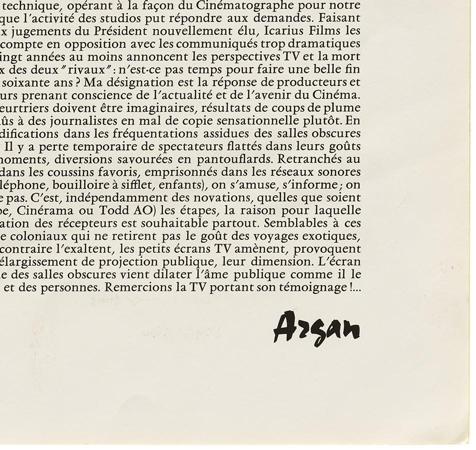 technique, opérant à la façon du Cinématographe pour notre
que l'activité des studios put répondre aux demandes. Faisant
x jugements du Président nouvellement élu, Icarius Films les
compte en opposition avec les communiqués trop dramatiques
ingt années au moins annoncent les perspectives TV et la mort
x des deux "rivaux": n'est-ce pas temps pour faire une belle fin
soixante ans? Ma désignation est la réponse de producteurs et
urs prenant conscience de l'actualité et de l'avenir du Cinéma.
eurtriers doivent être imaginaires, résultats de coups de plume
ûs à des journalistes en mal de copie sensationnelle plutôt. En
difications dans les fréquentations assidues des salles obscures
Il y a perte temporaire de spectateurs flattés dans leurs goûts
moments, diversions savourées en pantouflards. Retranchés au
dans les coussins favoris, emprisonnés dans les réseaux sonores
léphone, bouilloire à sifflet, enfants), on s'amuse, s'informe; on
e pas. C'est, indépendamment des novations, quelles que soient
pe, Cinérama ou Todd AO) les étapes, la raison pour laquelle
ation des récepteurs est souhaitable partout. Semblables à ces
e coloniaux qui ne retirent pas le goût des voyages exotiques,
contraire l'exaltent, les petits écrans TV amènent, provoquent
élargissement de projection publique, leur dimension. L'écran
e des salles obscures vient dilater l'âme publique comme il le
et des personnes. Remercions la TV portant son témoignage!...
Argan